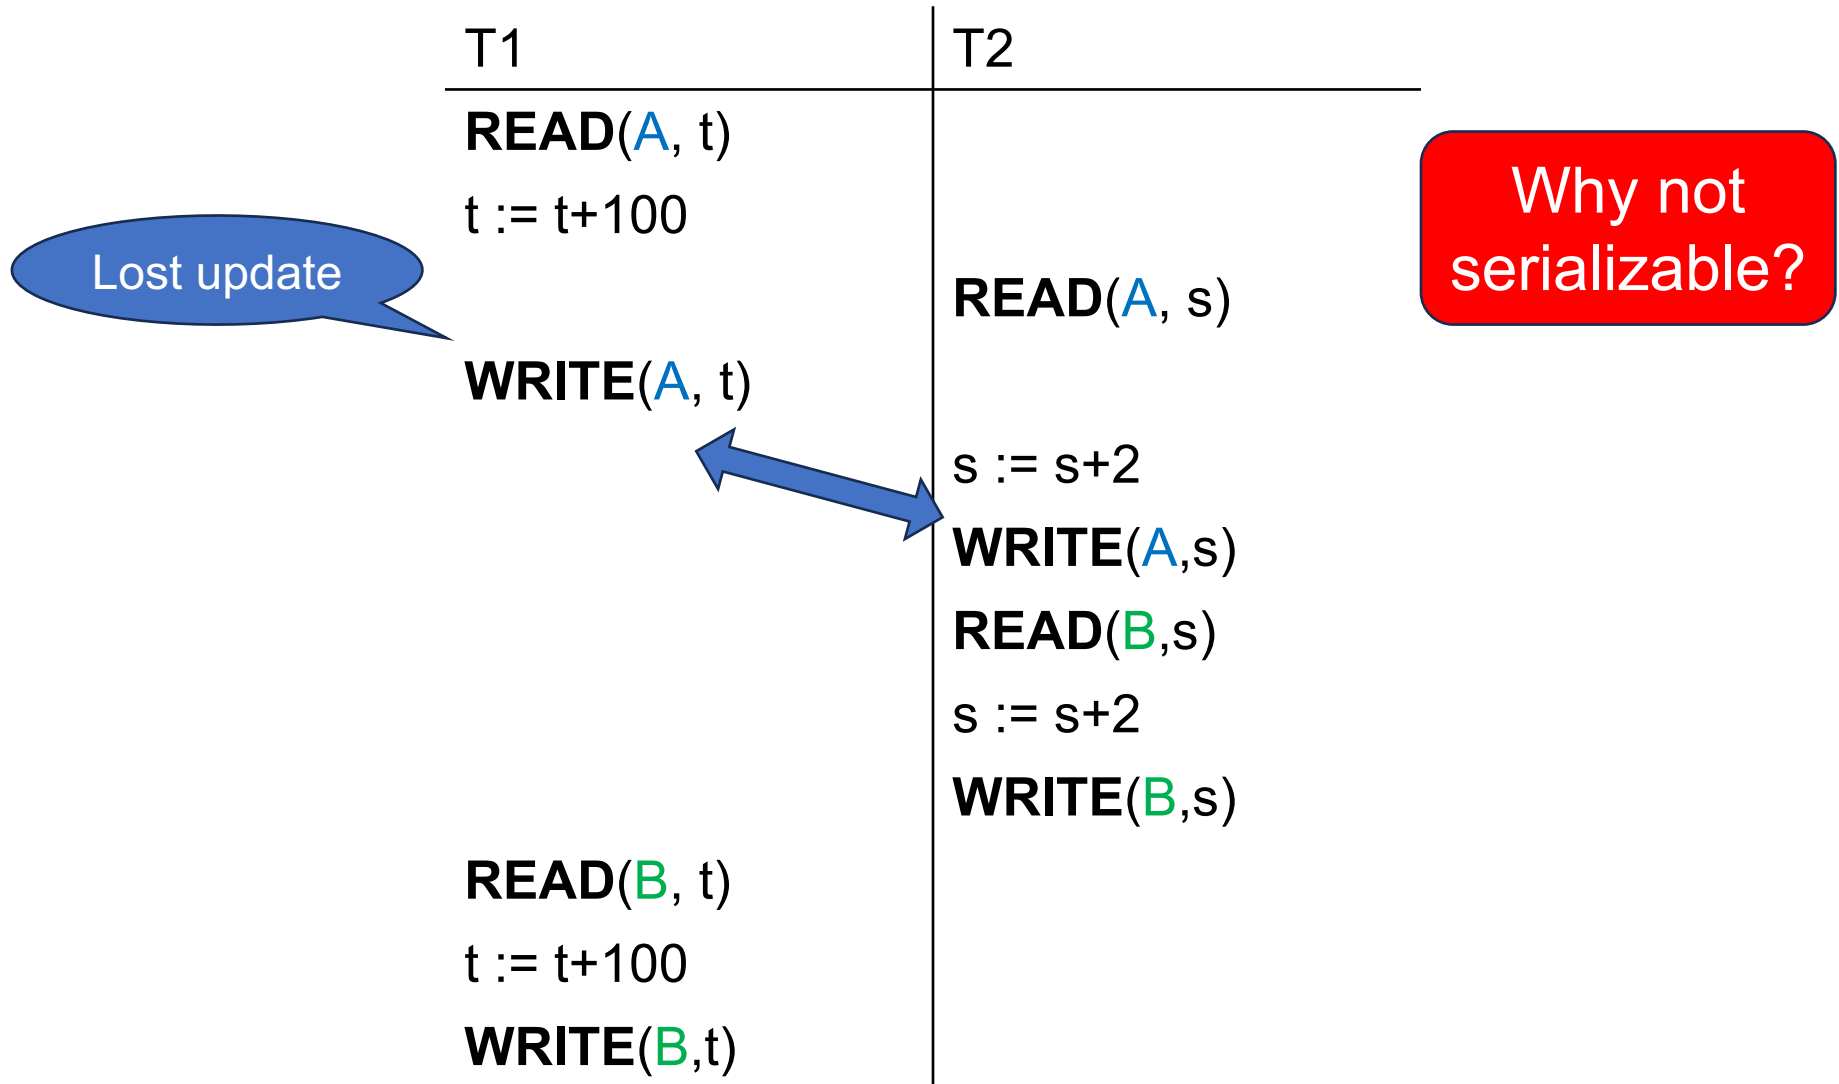 T1
T2
READ(A, t)
t := t+100
Lost update
Why not
serializable?
READ(A, s)
WRITE(A, t)
s := s+2
WRITE(A,s)
READ(B,s)
s := s+2
WRITE(B,s)
READ(B, t)
t := t+100
WRITE(B,t)